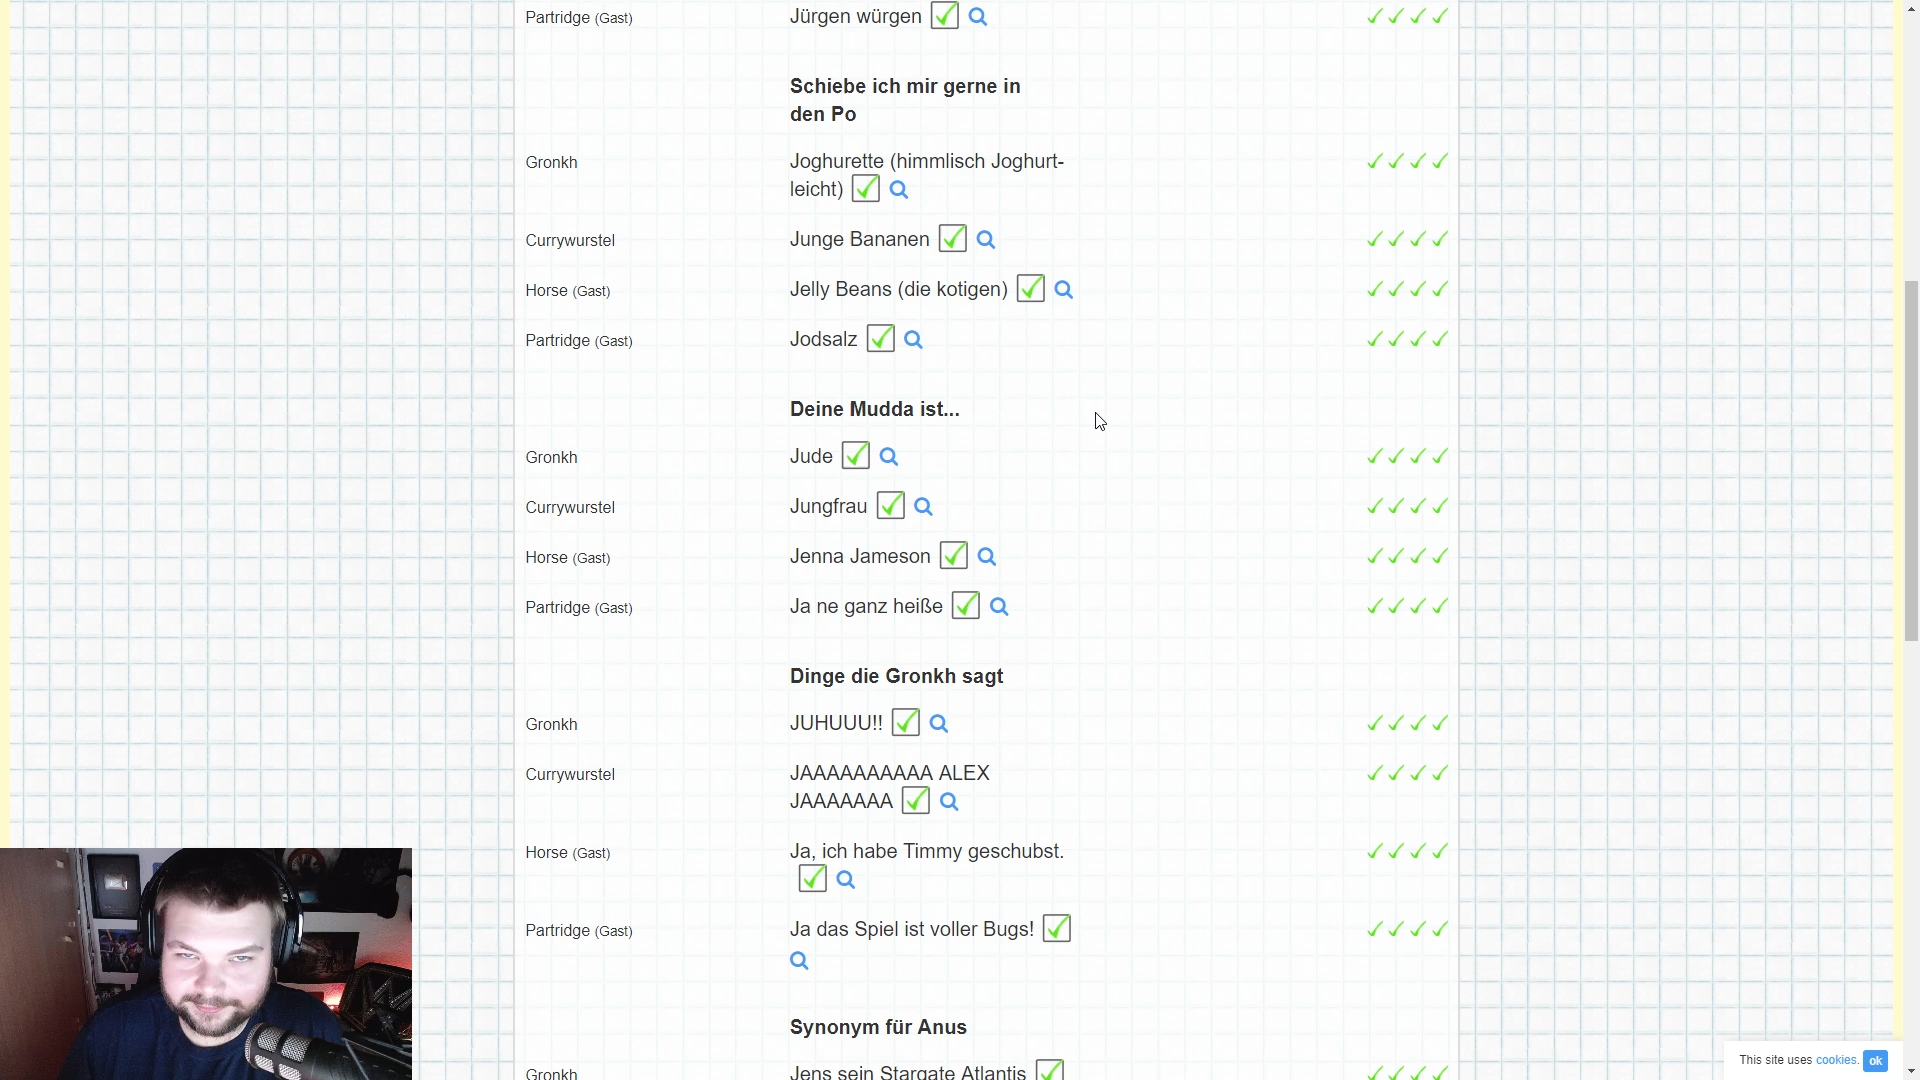 Partridge (Gast) Jürgen würgen
Schiebe ich mir gerne in
den Po
Gronkh Joghurette (himmlisch Joghurt-
leicht)
Currywurstel Junge Bananen
Horse (Gast) Jelly Beans (die kotigen)
Partridge (Gast) Jodsalz
Deine Mudda ist...
Gronkh Jude
Currywurstel Jungfrau
Horse (Gast) Jenna Jameson
Partridge (Gast) Ja ne ganz heiße
Dinge die Gronkh sagt
Gronkh JUHUUU!!
Currywurstel JAAAAAAAAAA ALEX
JAAAAAAA
Horse (Gast) Ja, ich habe Timmy geschubst.
Partridge (Gast) Ja das Spiel ist voller Bugs!
Synonym für Anus
Gronkh Jens sein Stargate Atlantis
This site uses cookies. ok